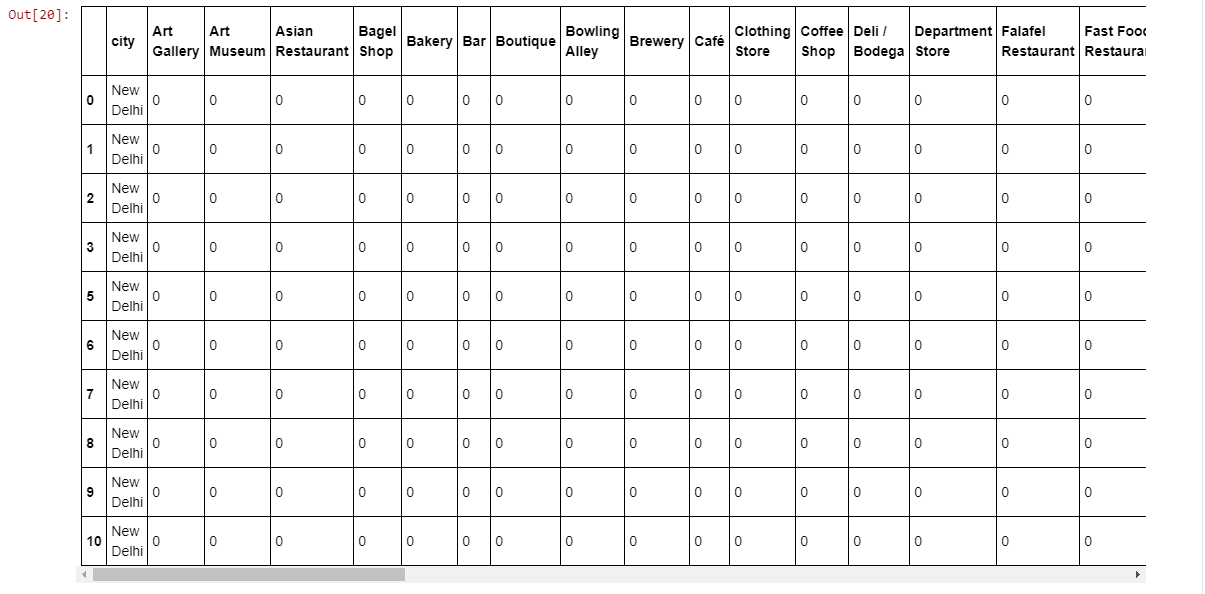 Out[20]:
city Art Gallery Art Museum Asian Restaurant Bagel Shop Bakery Bar Boutique Bowling Alley Brewery Café Clothing Store Coffee Shop Deli / Bodega Department Store Falafel Restaurant Fast Food Restaurar
0 New Delhi 0 0 0 0 0 0 0 0 0 0 0 0 0 0 0 0
1 New Delhi 0 0 0 0 0 0 0 0 0 0 0 0 0 0 0 0
2 New Delhi 0 0 0 0 0 0 0 0 0 0 0 0 0 0 0 0
3 New Delhi 0 0 0 0 0 0 0 0 0 0 0 0 0 0 0 0
5 New Delhi 0 0 0 0 0 0 0 0 0 0 0 0 0 0 0 0
6 New Delhi 0 0 0 0 0 0 0 0 0 0 0 0 0 0 0 0
7 New Delhi 0 0 0 0 0 0 0 0 0 0 0 0 0 0 0 0
8 New Delhi 0 0 0 0 0 0 0 0 0 0 0 0 0 0 0 0
9 New Delhi 0 0 0 0 0 0 0 0 0 0 0 0 0 0 0 0
10 New Delhi 0 0 0 0 0 0 0 0 0 0 0 0 0 0 0 0